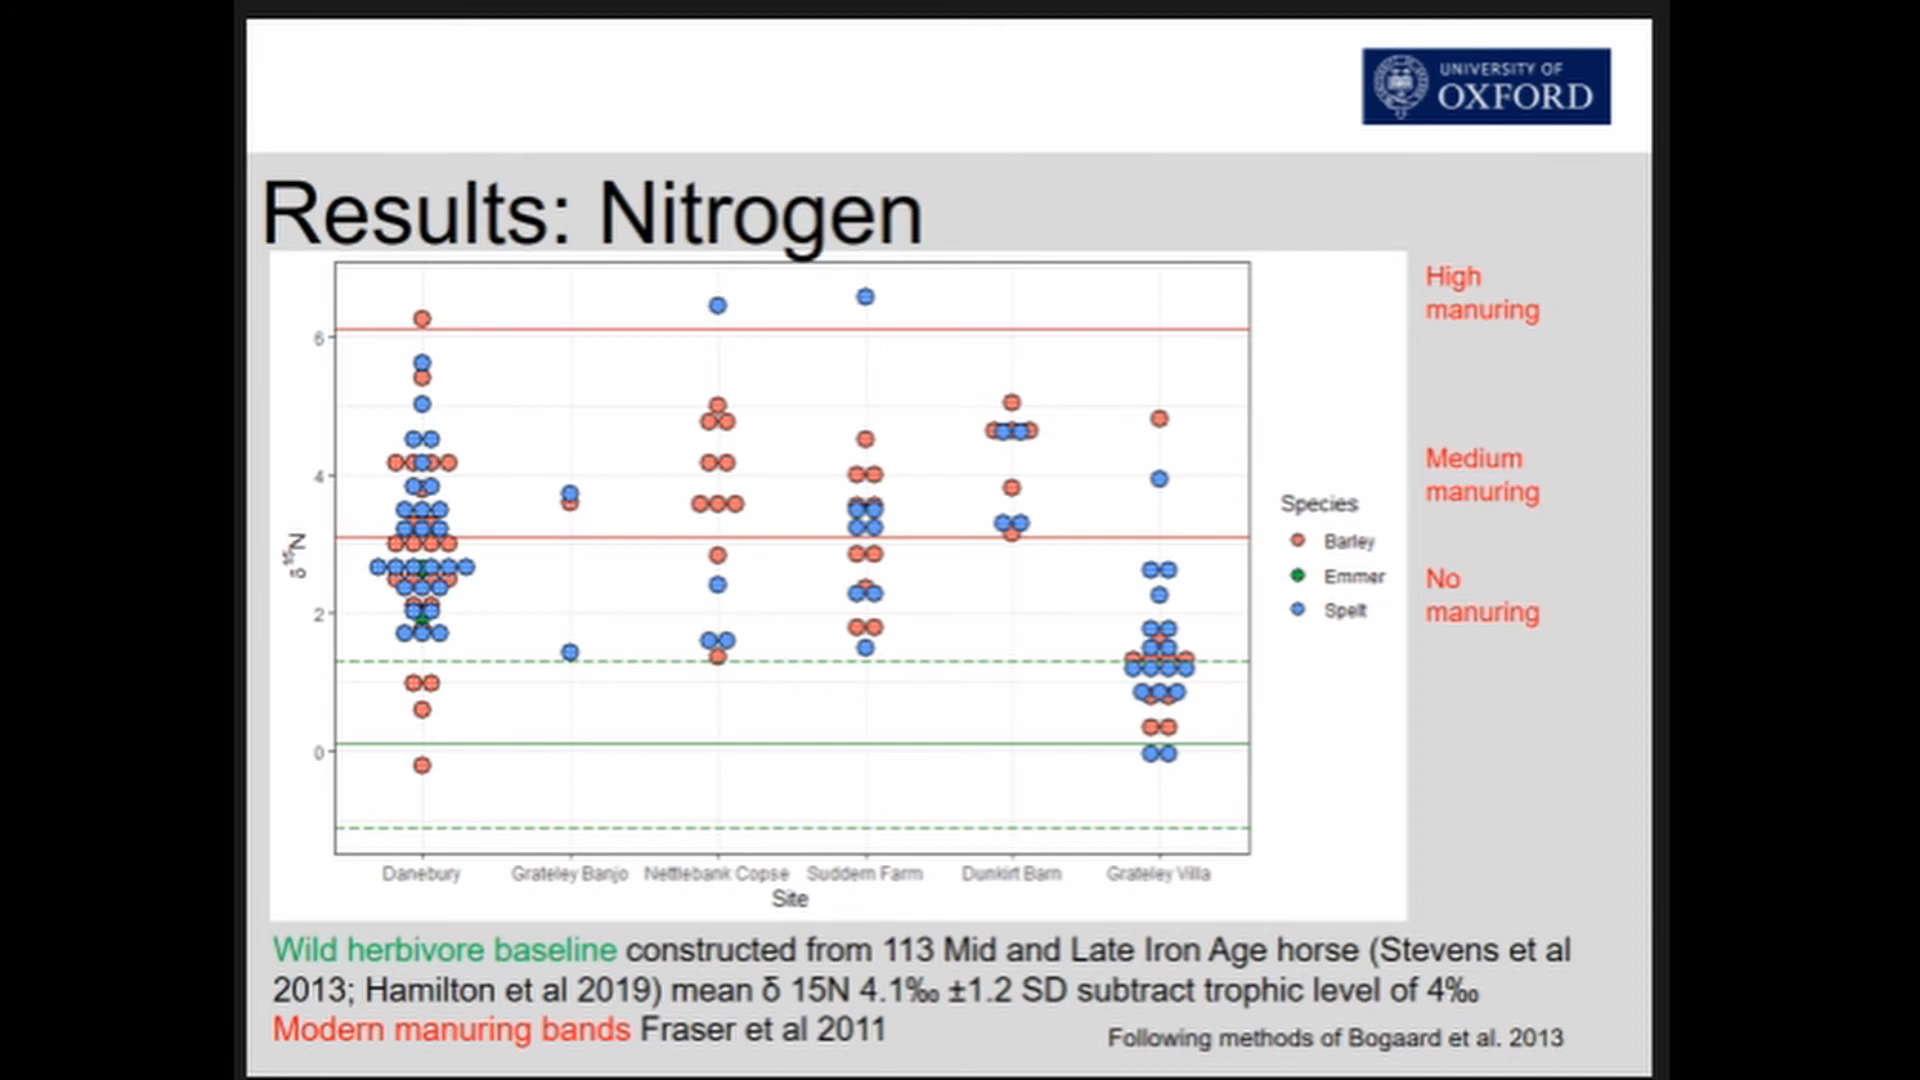 UNIVERSITY OF
OXFORD
Results: Nitrogen
High
manuring
Medium
manuring
No
manuring
6
4
2
0
δ ¹⁵N
Species
Barley
Emmer
Spelt
Danebury
Grateley Banjo
Nettlebank Copse
Suddern Farm
Dunkirt Barn
Grateley Villa
Site
Wild herbivore baseline constructed from 113 Mid and Late Iron Age horse (Stevens et al
2013; Hamilton et al 2019) mean δ 15N 4.1‰ ±1.2 SD subtract trophic level of 4‰
Modern manuring bands Fraser et al 2011
Following methods of Bogaard et al. 2013